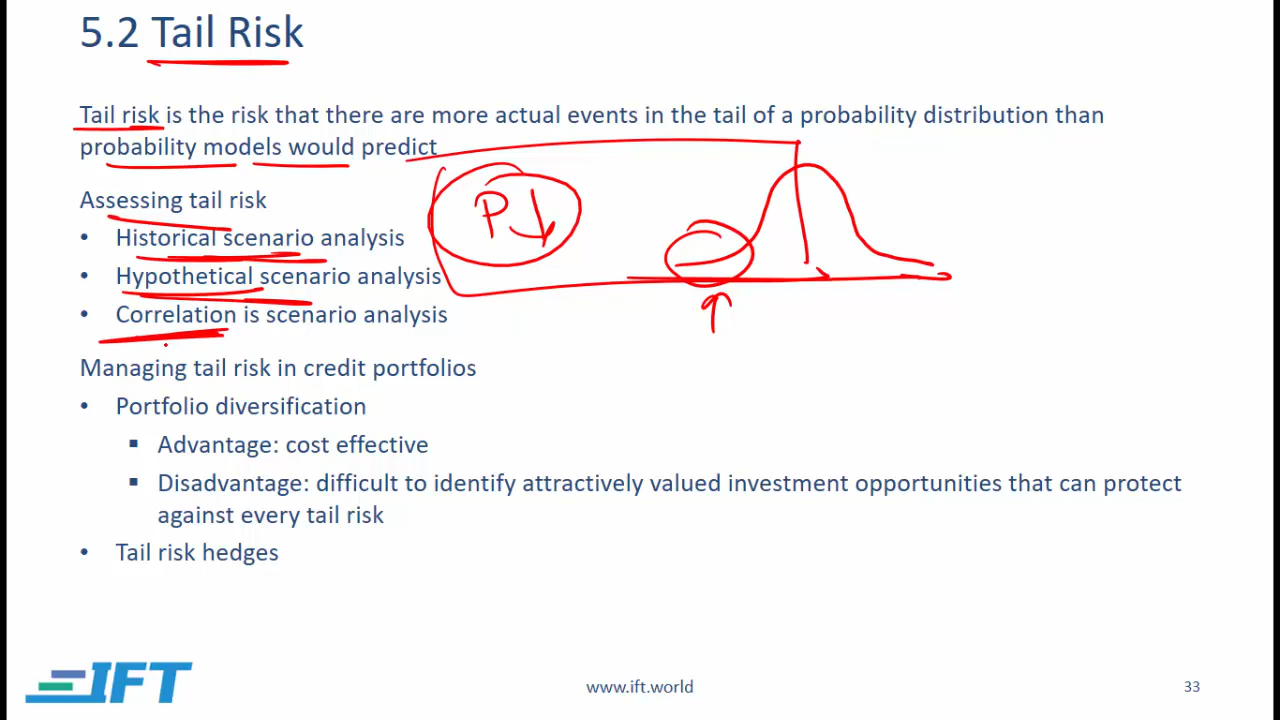 5.2 Tail Risk
Tail risk is the risk that there are more actual events in the tail of a probability distribution than
probability models would predict
Assessing tail risk
• Historical scenario analysis
P
• Hypothetical scenario analysis
• Correlation is scenario analysis
Managing tail risk in credit portfolios
• Portfolio diversification
▪ Advantage: cost effective
▪ Disadvantage: difficult to identify attractively valued investment opportunities that can protect
against every tail risk
• Tail risk hedges
IFT
www.ift.world
33